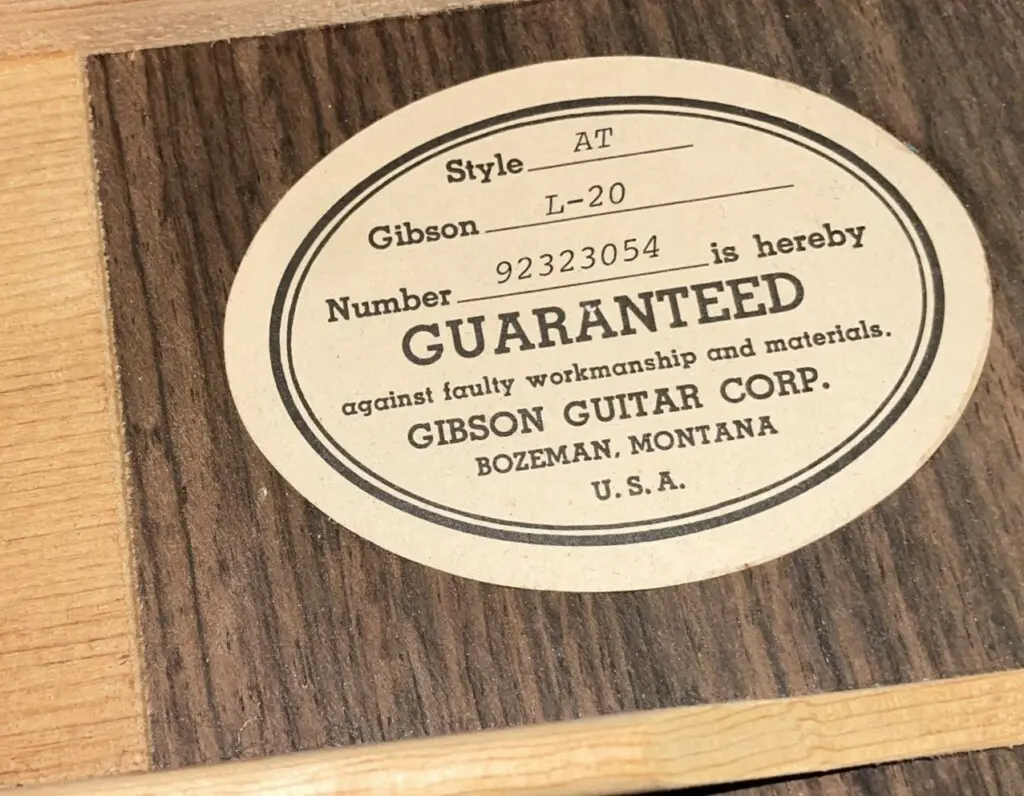 Style AT
Gibson L-20
Number 92323054 is hereby
GUARANTEED
against faulty workmanship and materials.
GIBSON GUITAR CORP.
BOZEMAN, MONTANA
U.S.A.